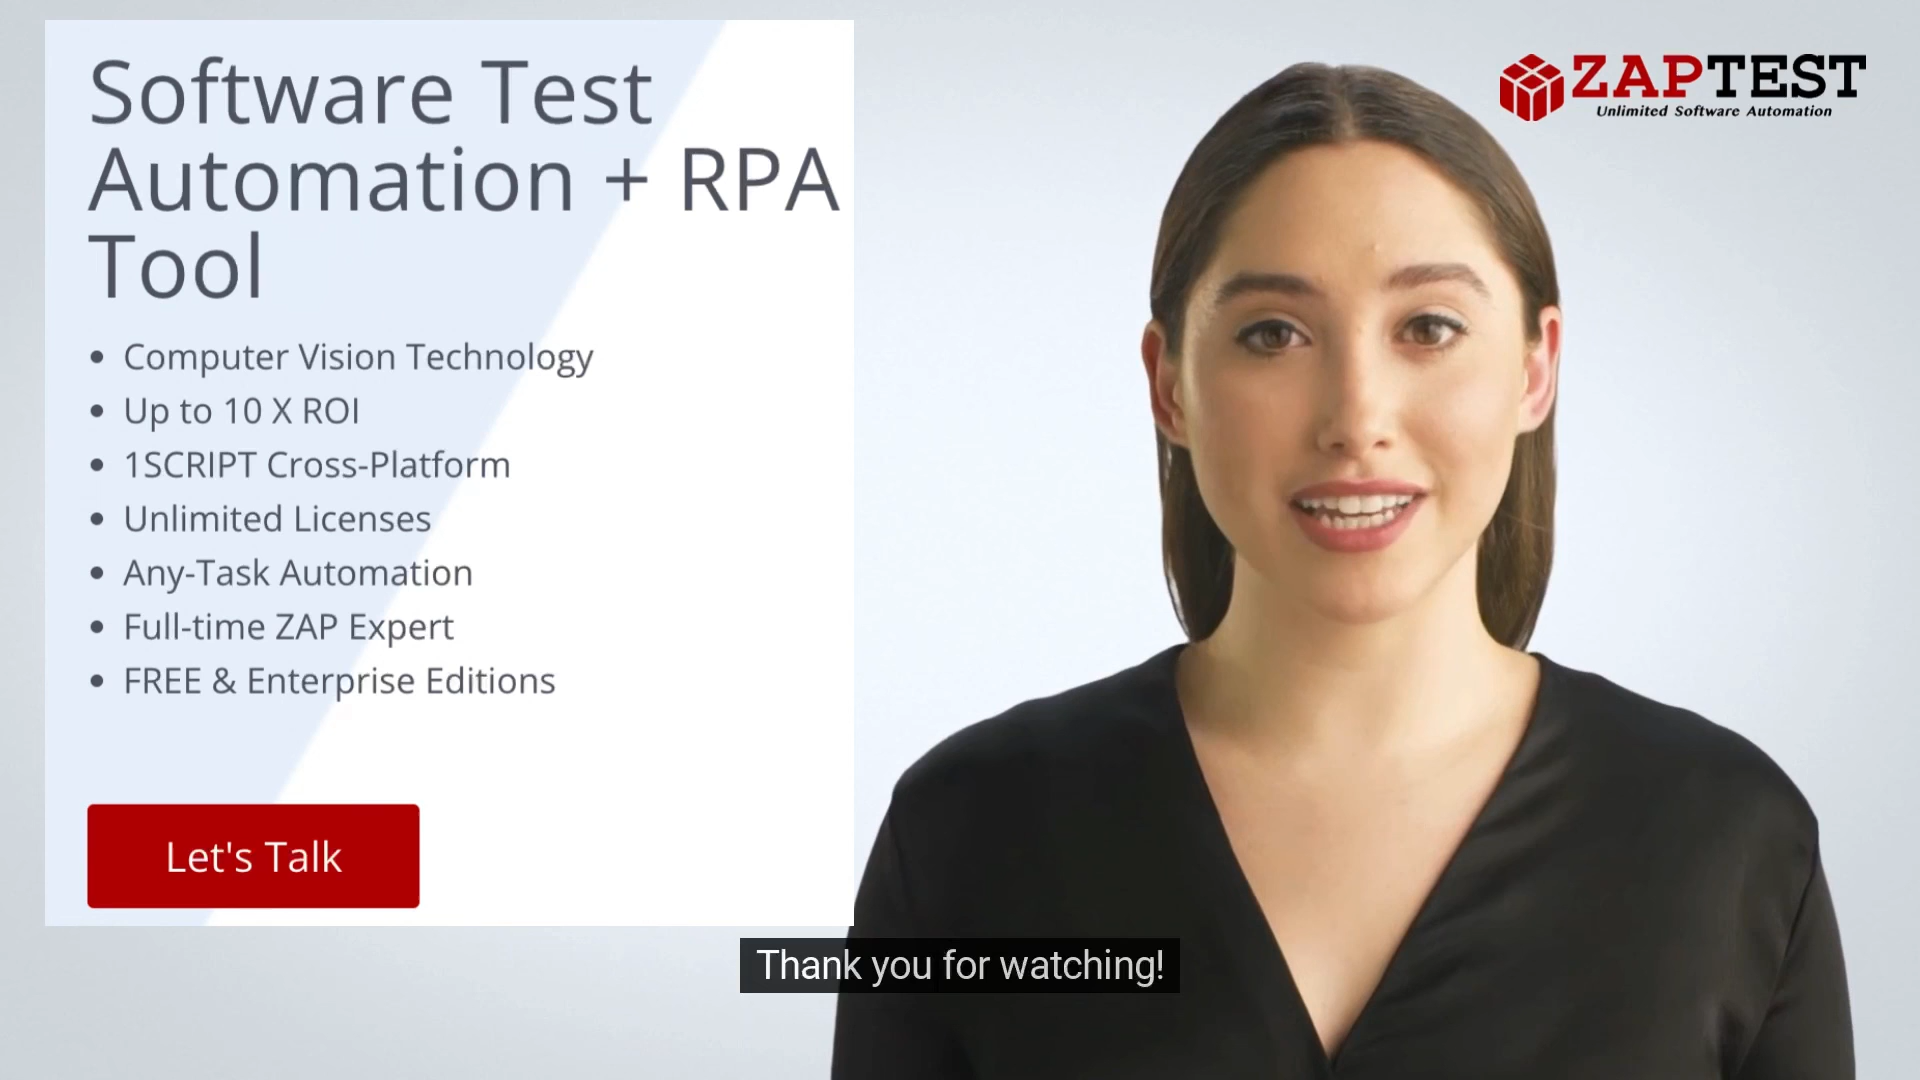 Software Test
Automation + RPA
Tool
• Computer Vision Technology
• Up to 10 X ROI
• 1SCRIPT Cross-Platform
• Unlimited Licenses
• Any-Task Automation
• Full-time ZAP Expert
• FREE & Enterprise Editions
Let's Talk
ZAPTEST
Unlimited Software Automation
Thank you for watching!